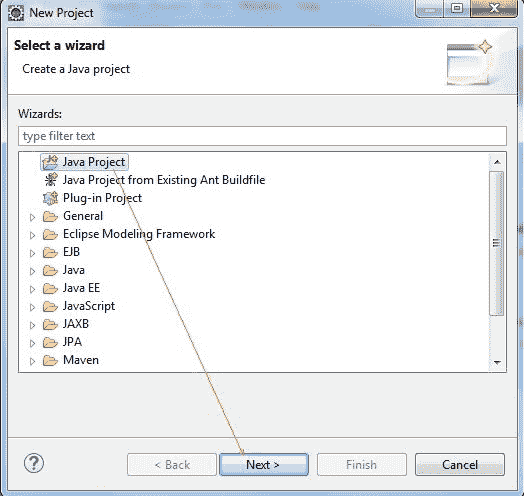 New Project
Select a wizard
Create a Java project
Wizards:
type filter text
Java Project
Java Project from Existing Ant Buildfile
Plug-in Project
General
Eclipse Modeling Framework
EJB
Java
Java EE
JavaScript
JAXB
JPA
Maven
?
< Back
Next >
Finish
Cancel